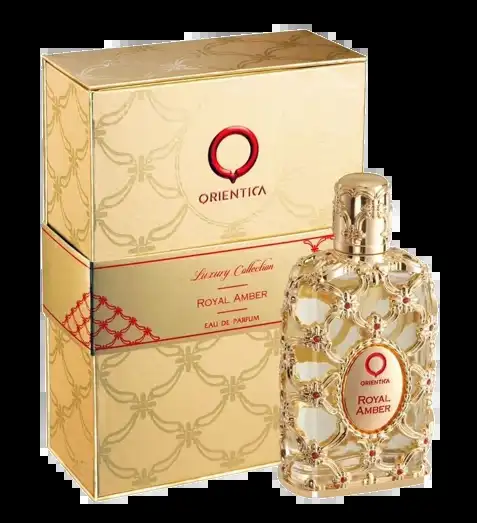 ORIENTICA
Luxury Collection
ROYAL AMBER
EAU DE PARFUM
ORIENTICA
ROYAL
AMBER